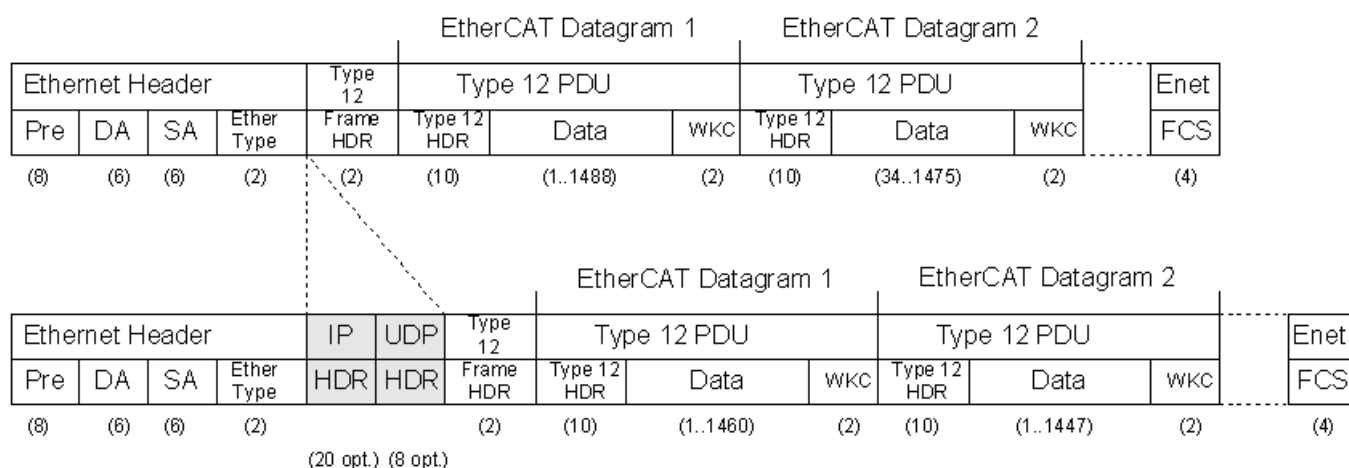 EtherCAT Datagram 1 EtherCAT Datagram 2
Ethernet Header Type 12 Type 12 PDU Type 12 PDU Enet
Pre DA SA Ether Type Frame HDR Type 12 HDR Data WKC Type 12 HDR Data WKC FCS
(8) (6) (6) (2) (2) (10) (1..1488) (2) (10) (34..1475) (2) (4)
EtherCAT Datagram 1 EtherCAT Datagram 2
Ethernet Header IP UDP Type 12 Type 12 PDU Type 12 PDU Enet
Pre DA SA Ether Type HDR HDR Frame HDR Type 12 HDR Data WKC Type 12 HDR Data WKC FCS
(8) (6) (6) (2) (2) (10) (1..1460) (2) (10) (1..1447) (2) (4)
(20 opt.) (8 opt.)